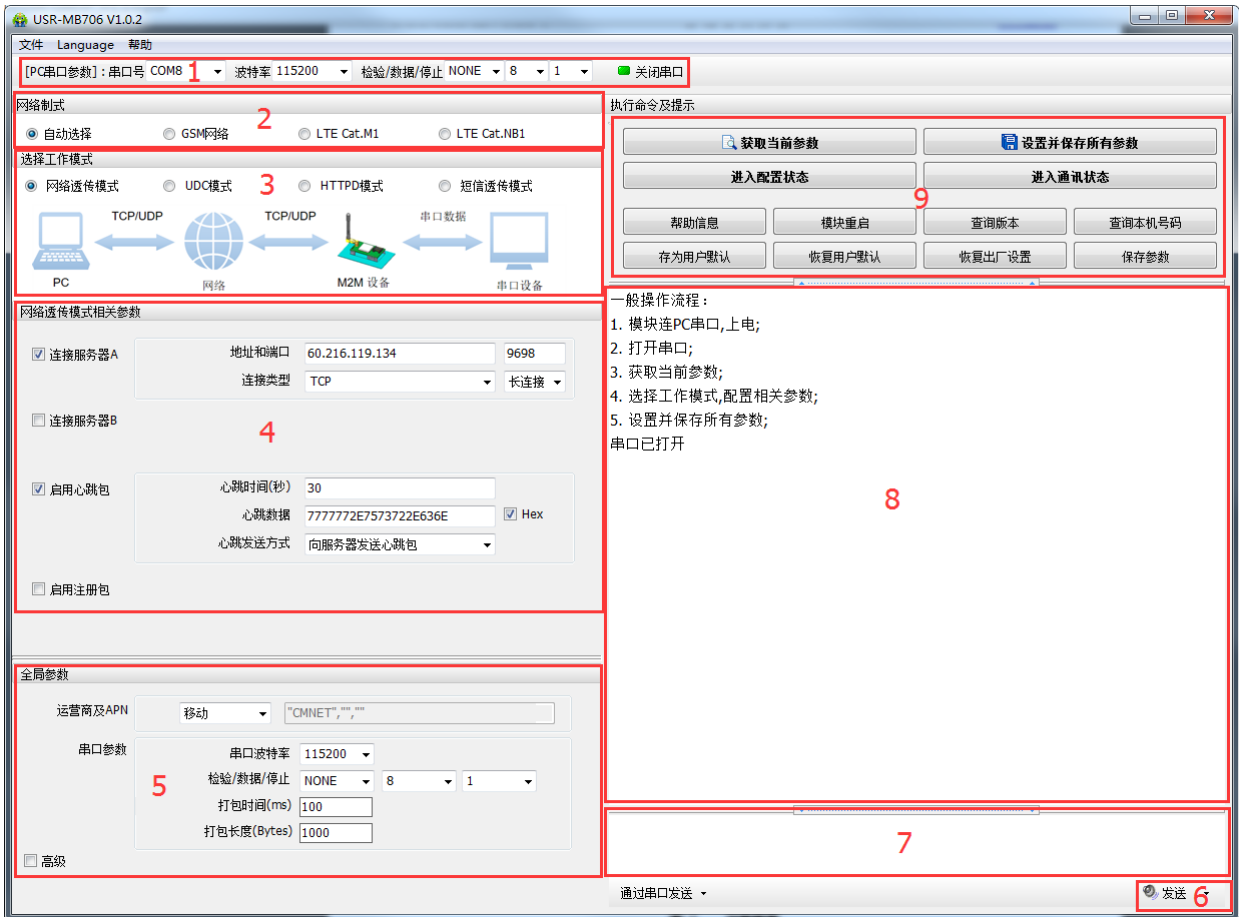 USR-MB706 V1.0.2
文件 Language 帮助
[PC串口参数]：串口号 COM8 1 波特率 115200 检验/数据/停止 NONE 8 1 关闭串口
网络制式
2
自动选择 GSM网络 LTE Cat.M1 LTE Cat.NB1
选择工作模式
网络透传模式 UDC模式 3 HTTPD模式 短信透传模式
TCP/UDP TCP/UDP 串口数据
PC 网络 M2M 设备 串口设备
网络透传模式相关参数
连接服务器A 地址和端口 60.216.119.134 9698
连接类型 TCP 长连接
连接服务器B
4
启用心跳包 心跳时间(秒) 30
心跳数据 7777772E7573722E636E Hex
心跳发送方式 向服务器发送心跳包
启用注册包
全局参数
运营商及APN 移动 "CMNET","",""
串口参数 串口波特率 115200
5 检验/数据/停止 NONE 8 1
打包时间(ms) 100
打包长度(Bytes) 1000
高级
执行命令及提示
获取当前参数 设置并保存所有参数
进入配置状态 进入通讯状态
9
帮助信息 模块重启 查询版本 查询本机号码
存为用户默认 恢复用户默认 恢复出厂设置 保存参数
一般操作流程：
1. 模块连PC串口,上电;
2. 打开串口;
3. 获取当前参数;
4. 选择工作模式,配置相关参数;
5. 设置并保存所有参数;
串口已打开
8
7
通过串口发送 发送 6